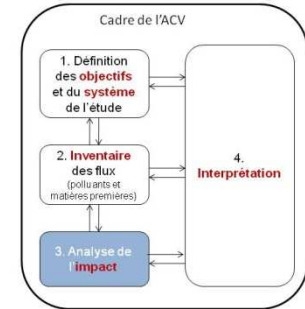 Cadre de l'ACV
1. Définition
des objectifs
et du système
de l'étude
2. Inventaire
des flux
(polluants et
matières premières)
3. Analyse de
l'impact
4.
Interprétation